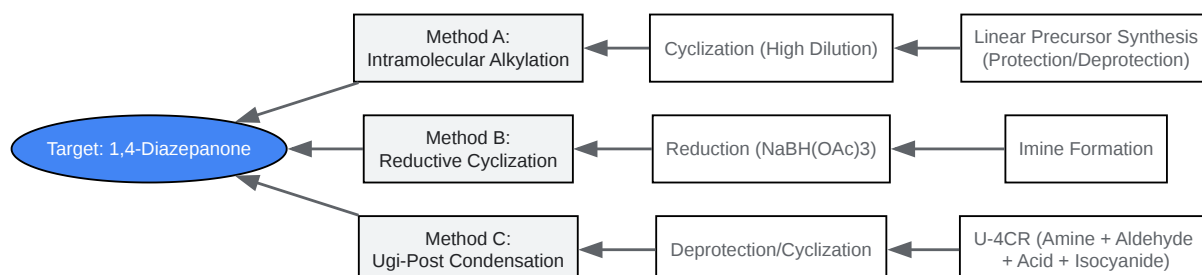 Method A:
Intramolecular Alkylation
Cyclization (High Dilution)
Linear Precursor Synthesis
(Protection/Deprotection)
Target: 1,4-Diazepanone
Method B:
Reductive Cyclization
Reduction (NaBH(OAc)3)
Imine Formation
Method C:
Ugi-Post Condensation
Deprotection/Cyclization
U-4CR (Amine + Aldehyde
+ Acid + Isocyanide)